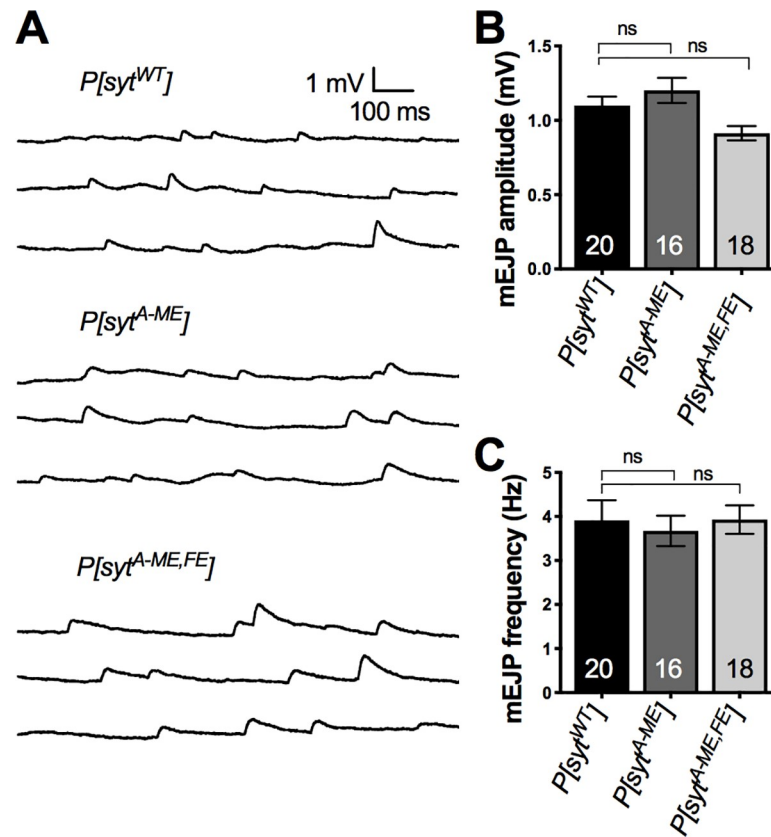 A
P[syt^WT]
1 mV
100 ms
P[syt^A-ME]
P[syt^A-ME,FE]
B
ns
ns
mEJP amplitude (mV)
1.5
1.0
0.5
0.0
20
16
18
P[syt^WT]
P[syt^A-ME]
P[syt^A-ME,FE]
C
ns
ns
mEJP frequency (Hz)
5
4
3
2
1
0
20
16
18
P[syt^WT]
P[syt^A-ME]
P[syt^A-ME,FE]